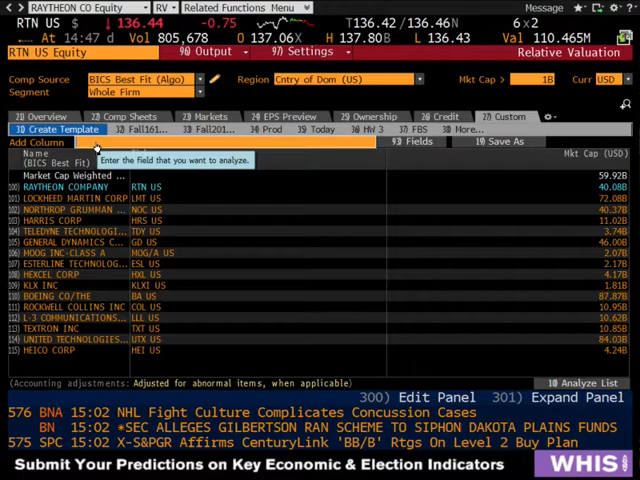 RAYTHEON CO Equity RV Related Functions Menu Message
RTN US $ 136.44 -0.75 T136.42 / 136.46N 6 x 2
At 14:47 d Vol 805,678 O 137.06X H 137.80B L 136.43D Val 110.465M
RTN US Equity 96) Output 97) Settings Relative Valuation
Comp Source BICS Best Fit (Algo) Region Cntry of Dom (US) Mkt Cap > 1B Curr USD
Segment Whole Firm
21) Overview 22) Comp Sheets 23) Markets 24) EPS Preview 25) Ownership 26) Credit 27) Custom
31) Create Template 32) Fall161... 33) Fall201... 34) Prod 35) Today 36) HW 3 37) FBS 38) More...
Add Column 93) Fields 95) Save As
Enter the field that you want to analyze.
Name Mkt Cap (USD)
(BICS Best Fit)
Market Cap Weighted ... 59.92B
100) RAYTHEON COMPANY RTN US 40.08B
101) LOCKHEED MARTIN CORP LMT US 72.08B
102) NORTHROP GRUMMAN ... NOC US 40.37B
103) HARRIS CORP HRS US 11.02B
104) TELEDYNE TECHNOLOGI... TDY US 3.74B
105) GENERAL DYNAMICS C... GD US 46.00B
106) MOOG INC-CLASS A MOG/A US 2.07B
107) ESTERLINE TECHNOLOG... ESL US 2.17B
108) HEXCEL CORP HXL US 4.17B
109) KLX INC KLXI US 1.81B
110) BOEING CO/THE BA US 87.87B
111) ROCKWELL COLLINS INC COL US 10.95B
112) L-3 COMMUNICATIONS... LLL US 10.62B
113) TEXTRON INC TXT US 10.85B
114) UNITED TECHNOLOGIES... UTX US 84.03B
115) HEICO CORP HEI US 4.24B
(Accounting adjustments: Adjusted for abnormal items, when applicable) 10) Analyze List
300) Edit Panel 301) Expand Panel
576 BNA 15:02 NHL Fight Culture Complicates Concussion Cases
BN 15:02 *SEC ALLEGES GILBERTSON RAN SCHEME TO SIPHON DAKOTA PLAINS FUNDS
575 SPC 15:02 X-S&PGR Affirms CenturyLink 'BB/B' Rtgs On Level 2 Buy Plan
Submit Your Predictions on Key Economic & Election Indicators WHIS